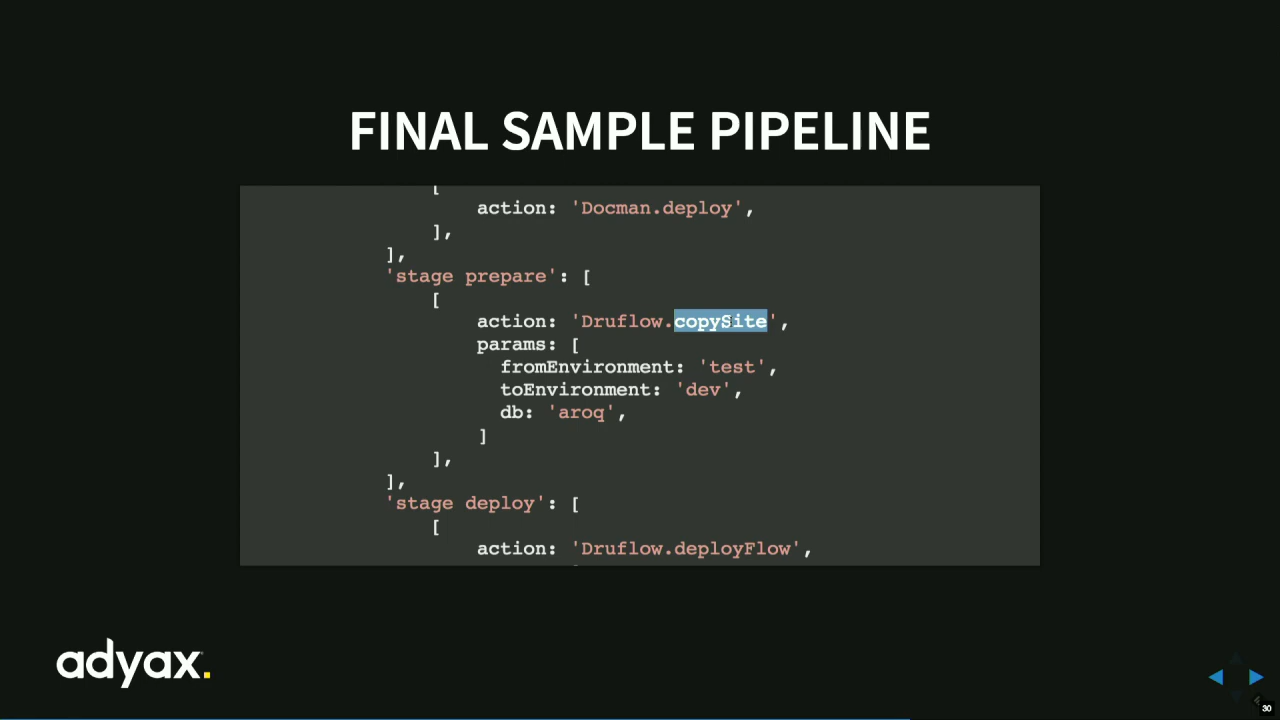 FINAL SAMPLE PIPELINE
[
action: 'Docman.deploy',
],
],
'stage prepare': [
[
action: 'Druflow.copySite',
params: [
fromEnvironment: 'test',
toEnvironment: 'dev',
db: 'aroq',
]
],
],
'stage deploy': [
[
action: 'Druflow.deployFlow',
adyax.
30